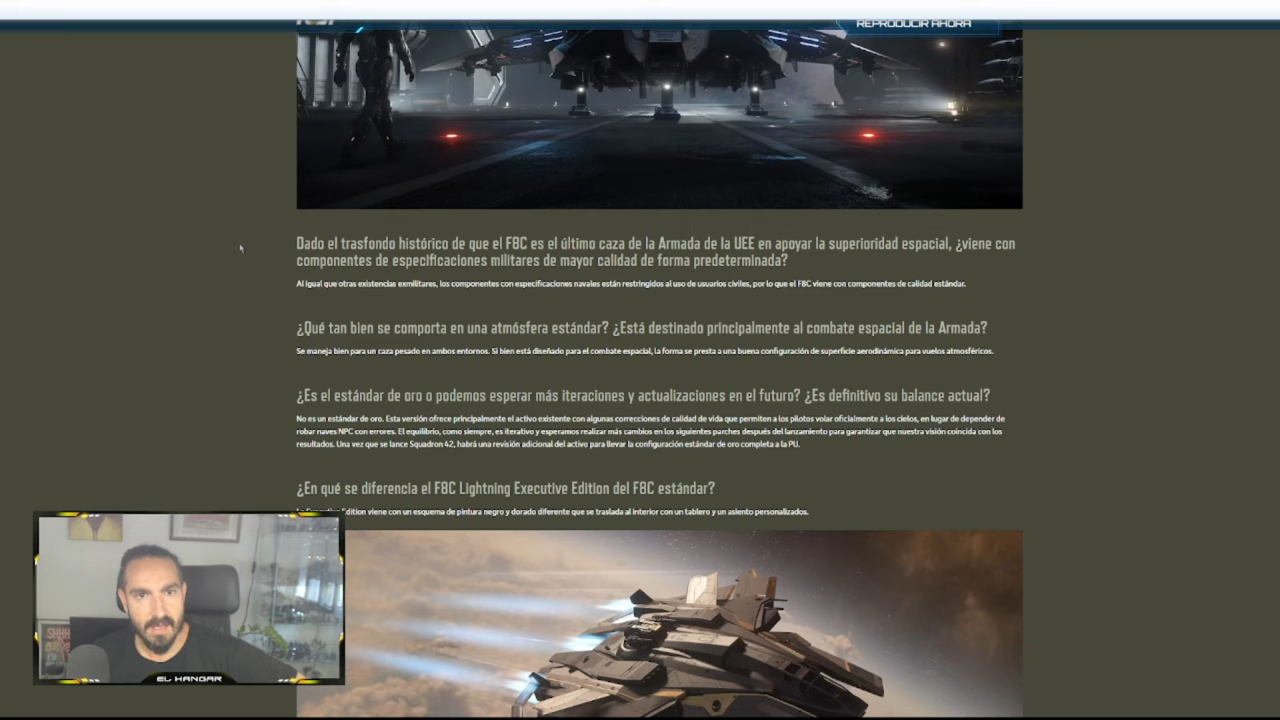 REPRODUCIR AHORA
Dado el trasfondo histórico de que el F8C es el último caza de la Armada de la UEE en apoyar la superioridad espacial, ¿viene con
componentes de especificaciones militares de mayor calidad de forma predeterminada?
Al igual que otras existencias exmilitares, los componentes con especificaciones navales están restringidos al uso de usuarios civiles, por lo que el F8C viene con componentes de calidad estándar.
¿Qué tan bien se comporta en una atmósfera estándar? ¿Está destinado principalmente al combate espacial de la Armada?
Se maneja bien para un caza pesado en ambos entornos. Si bien está diseñado para el combate espacial, la forma se presta a una buena configuración de superficie aerodinámica para vuelos atmosféricos.
¿Es el estándar de oro o podemos esperar más iteraciones y actualizaciones en el futuro? ¿Es definitivo su balance actual?
No es un estándar de oro. Esta versión ofrece principalmente el activo existente con algunas correcciones de calidad de vida que permiten a los pilotos volar oficialmente a los cielos, en lugar de depender de
robar naves NPC con errores. El equilibrio, como siempre, es iterativo y esperamos realizar más cambios en los siguientes parches después del lanzamiento para garantizar que nuestra visión coincida con los
resultados. Una vez que se lance Squadron 42, habrá una revisión adicional del activo para llevar la configuración estándar de oro completa a la PU.
¿En qué se diferencia el F8C Lightning Executive Edition del F8C estándar?
Edition viene con un esquema de pintura negro y dorado diferente que se traslada al interior con un tablero y un asiento personalizados.
SHHH
EL HANGAR